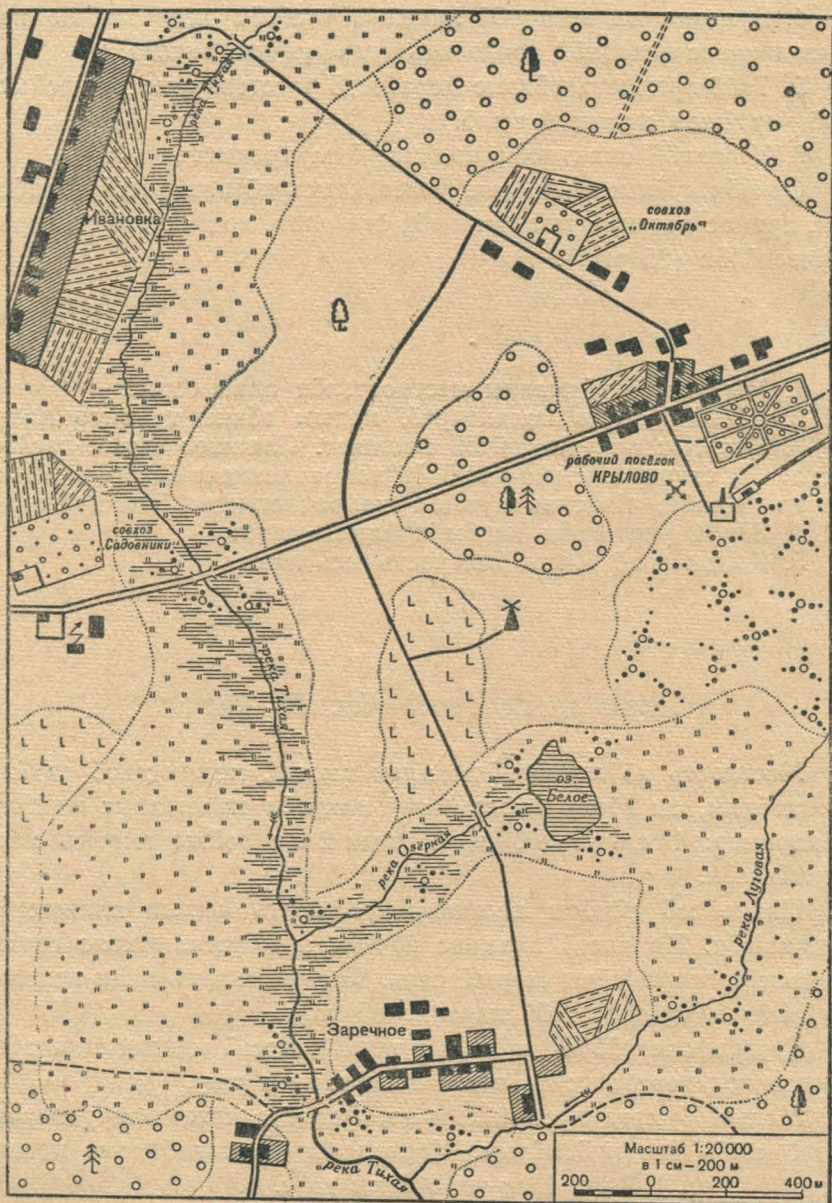 река Тихая
Ивановка
совхоз
„Октябрь"
рабочий посёлок
КРЫЛОВО
совхоз
„Садовники"
река Тихая
оз.
Белое
река Озёрная
река Луговая
Заречное
река Тихая
Масштаб 1:20 000
в 1 см – 200 м
200 0 200 400 м